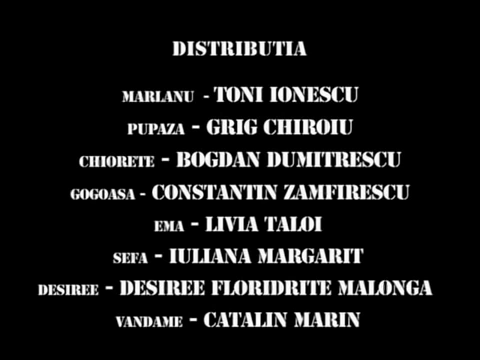 DISTRIBUTIA
MARLANU - TONI IONESCU
PUPAZA - GRIG CHIROIU
CHIORETE - BOGDAN DUMITRESCU
GOGOASA - CONSTANTIN ZAMFIRESCU
EMA - LIVIA TALOI
SEFA - IULIANA MARGARIT
DESIREE - DESIREE FLORIDRITE MALONGA
VANDAME - CATALIN MARIN